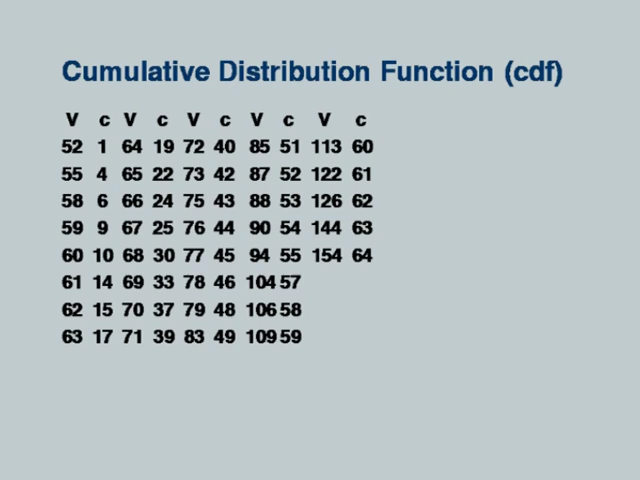 Cumulative Distribution Function (cdf)
V c V c V c V c V c
52 1 64 19 72 40 85 51 113 60
55 4 65 22 73 42 87 52 122 61
58 6 66 24 75 43 88 53 126 62
59 9 67 25 76 44 90 54 144 63
60 10 68 30 77 45 94 55 154 64
61 14 69 33 78 46 104 57
62 15 70 37 79 48 106 58
63 17 71 39 83 49 109 59